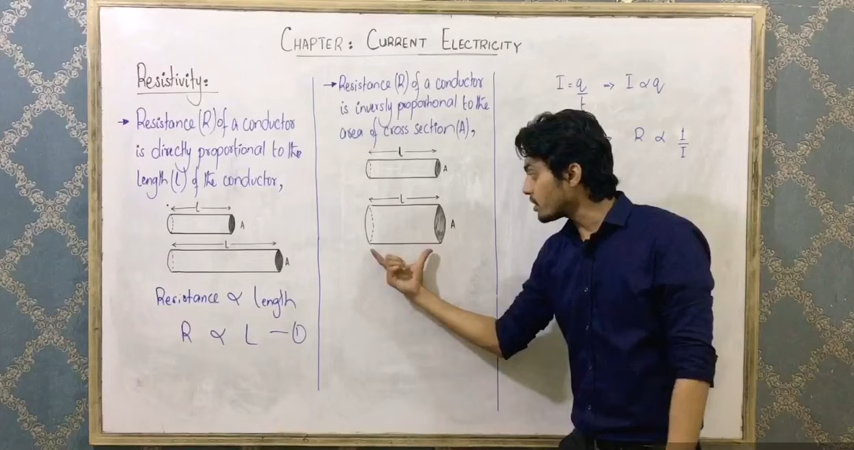 CHAPTER: CURRENT ELECTRICITY
Resistivity:-
→ Resistance (R) of a conductor
is directly proportional to the
length (L) of the conductor,
L
A
L
A
Resistance ∝ length
R ∝ L —①
→ Resistance (R) of a conductor
is inversly proportional to the
area of cross section (A),
L
A
L
A
I = q/t ⇒ I ∝ q
R ∝ 1/I